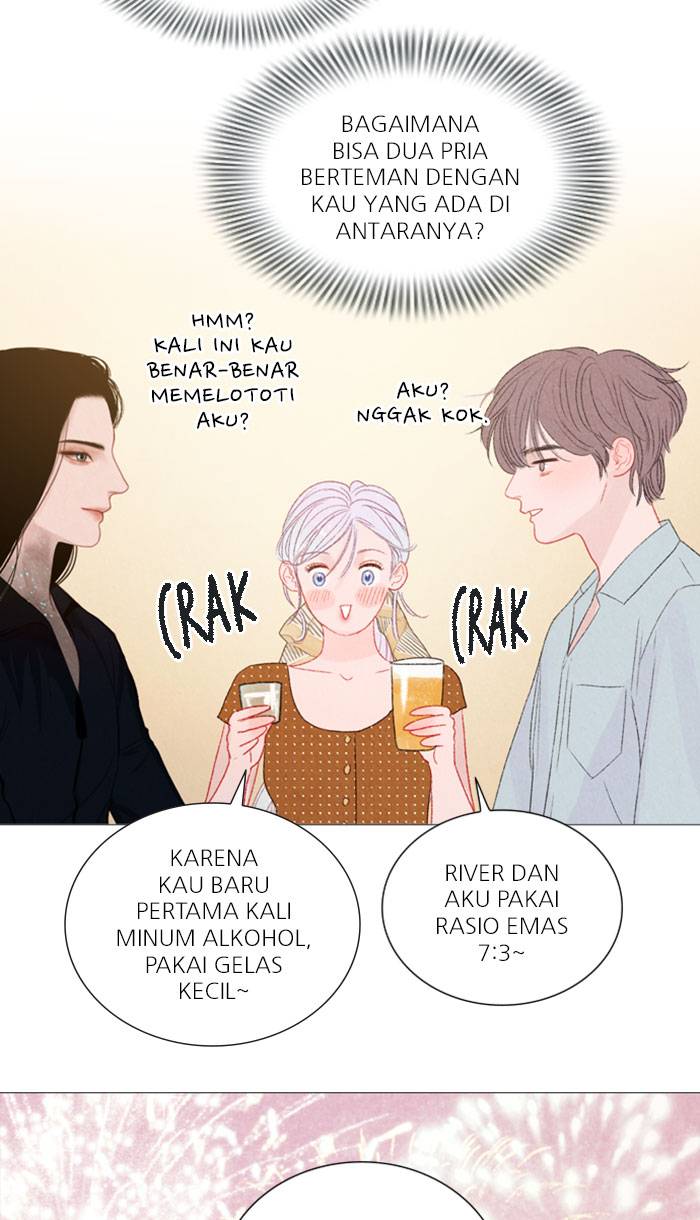 BAGAIMANA
BISA DUA PRIA
BERTEMAN DENGAN
KAU YANG ADA DI
ANTARANYA?
HMM?
KALI INI KAU
BENAR-BENAR
MEMELOTOTI
AKU?
AKU?
NGGAK KOK.
CRAK
CRAK
KARENA
KAU BARU
PERTAMA KALI
MINUM ALKOHOL,
PAKAI GELAS
KECIL~
RIVER DAN
AKU PAKAI
RASIO EMAS
7:3~